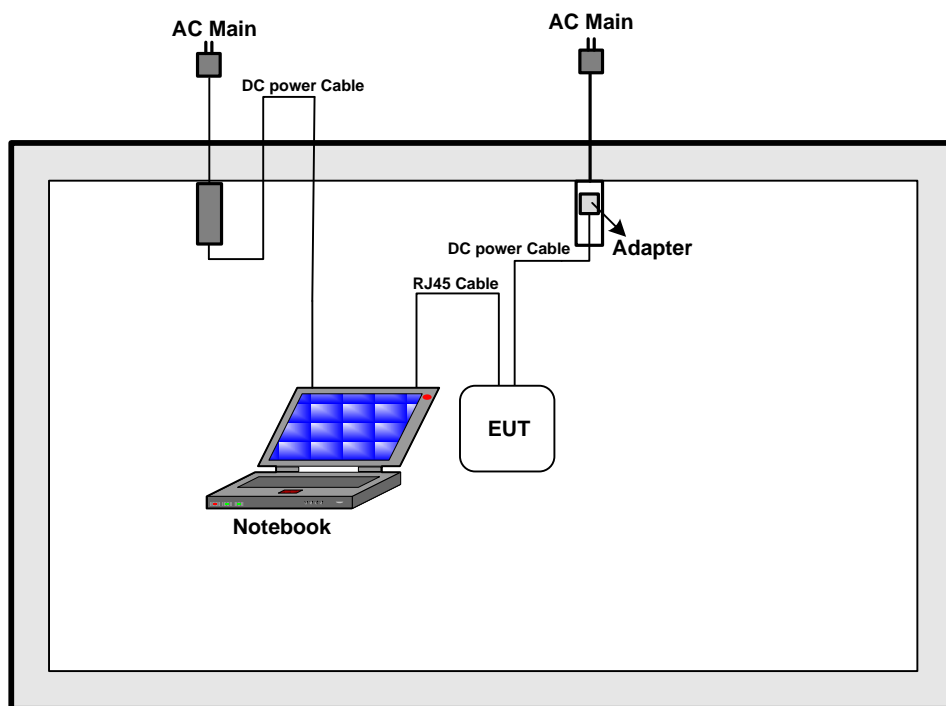 AC Main
AC Main
DC power Cable
DC power Cable
Adapter
RJ45 Cable
EUT
Notebook